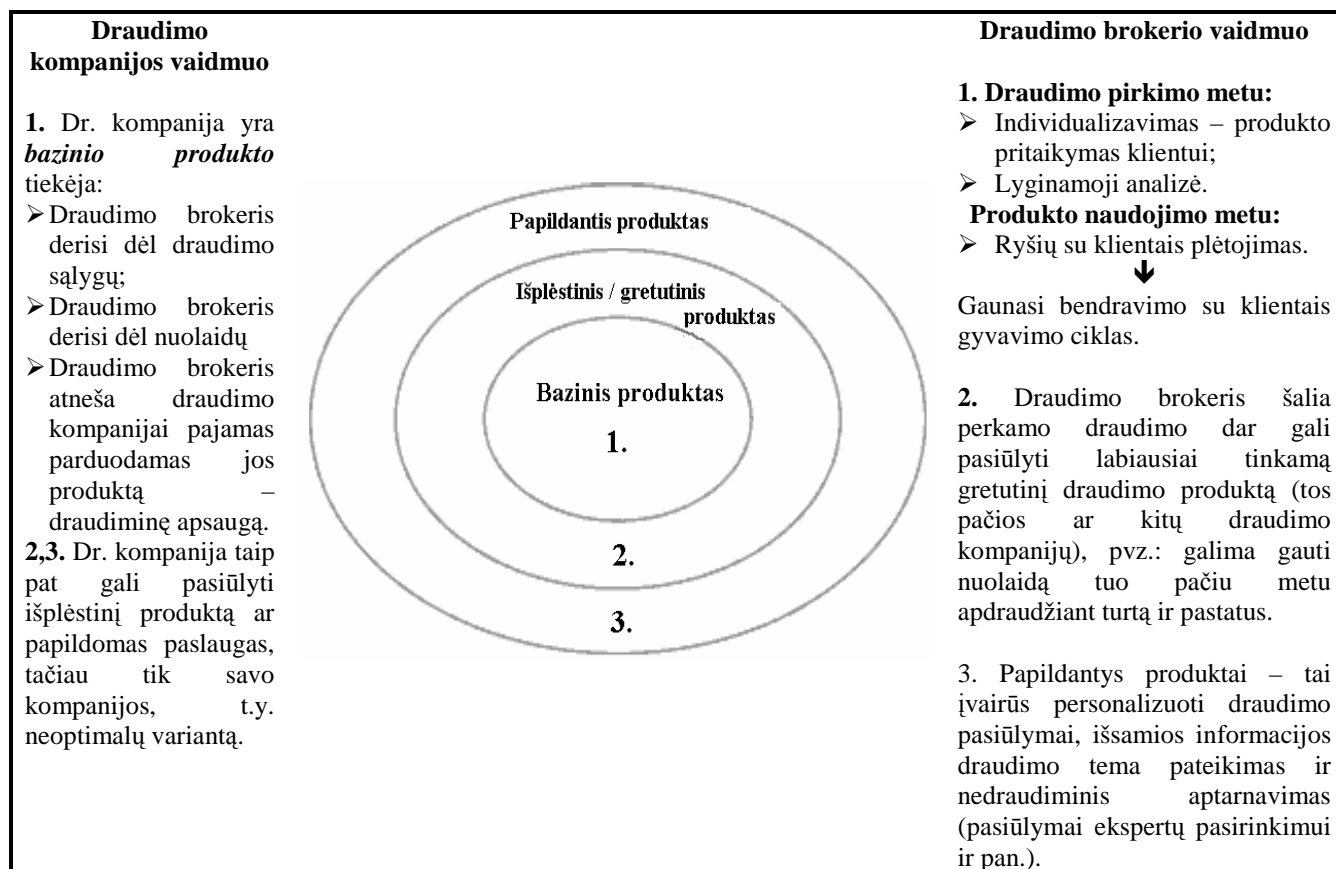 Draudimo
kompanijos vaidmuo
1. Dr. kompanija yra
bazinio produkto
tiekėja:
➢ Draudimo brokeris
derisi dėl draudimo
sąlygų;
➢ Draudimo brokeris
derisi dėl nuolaidų
➢ Draudimo brokeris
atneša draudimo
kompanijai pajamas
parduodamas jos
produktą –
draudiminę apsaugą.
2,3. Dr. kompanija taip
pat gali pasiūlyti
išplėstinį produktą ar
papildomas paslaugas,
tačiau tik savo
kompanijos, t.y.
neoptimalų variantą.
Papildantis produktas
Išplėstinis / gretutinis
produktas
Bazinis produktas
1.
2.
3.
Draudimo brokerio vaidmuo
1. Draudimo pirkimo metu:
➢ Individualizavimas – produkto
pritaikymas klientui;
➢ Lyginamoji analizė.
Produkto naudojimo metu:
➢ Ryšių su klientais plėtojimas.
🡻
Gaunasi bendravimo su klientais
gyvavimo ciklas.
2. Draudimo brokeris šalia
perkamo draudimo dar gali
pasiūlyti labiausiai tinkamą
gretutinį draudimo produktą (tos
pačios ar kitų draudimo
kompanijų), pvz.: galima gauti
nuolaidą tuo pačiu metu
apdraudžiant turtą ir pastatus.
3. Papildantys produktai – tai
įvairūs personalizuoti draudimo
pasiūlymai, išsamios informacijos
draudimo tema pateikimas ir
nedraudiminis aptarnavimas
(pasiūlymai ekspertų pasirinkimui
ir pan.).